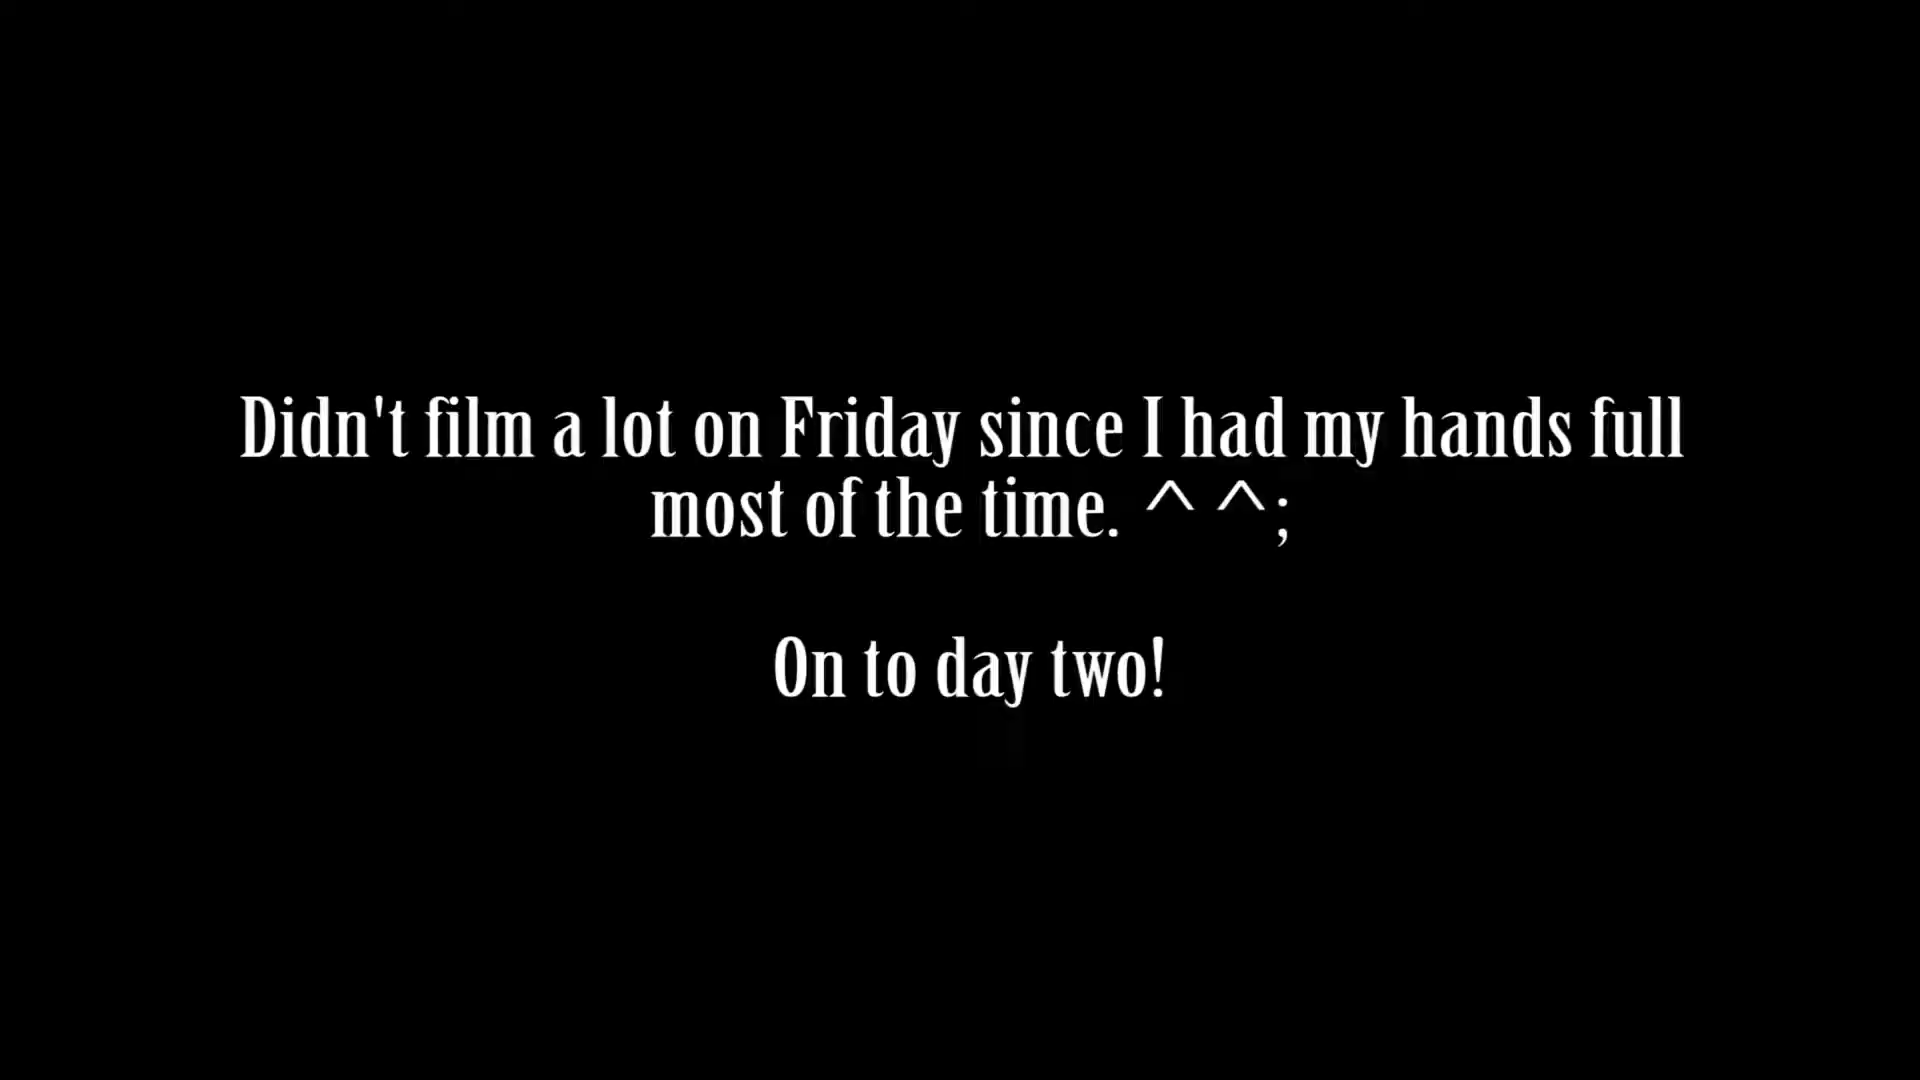 Didn't film a lot on Friday since I had my hands full
most of the time. ^ ^;
On to day two!